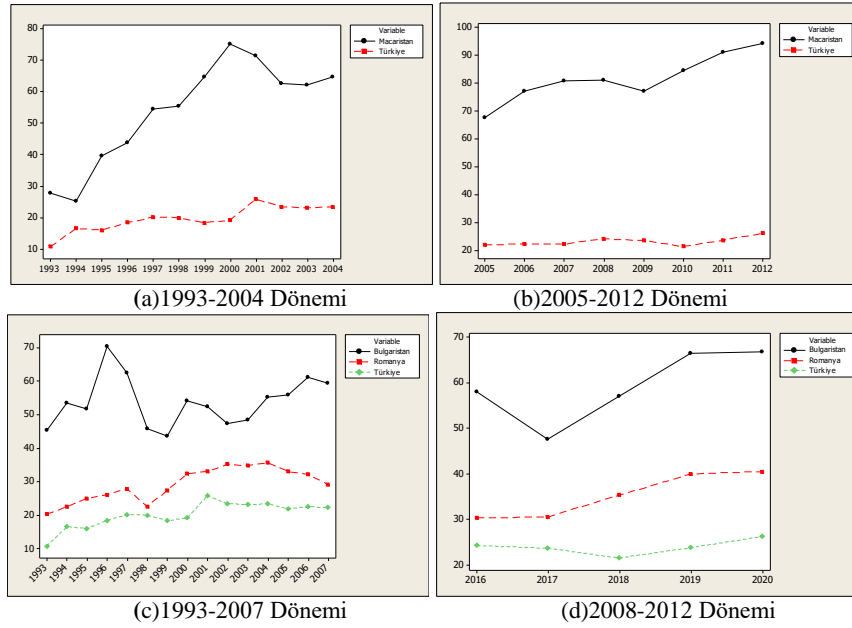 80
70
60
50
40
30
20
10
1993 1994 1995 1996 1997 1998 1999 2000 2001 2002 2003 2004
Variable
Macaristan
Türkiye
(a)1993-2004 Dönemi
100
90
80
70
60
50
40
30
20
2005 2006 2007 2008 2009 2010 2011 2012
Variable
Macaristan
Türkiye
(b)2005-2012 Dönemi
70
60
50
40
30
20
10
1993 1994 1995 1996 1997 1998 1999 2000 2001 2002 2003 2004 2005 2006 2007
Variable
Bulgaristan
Romanya
Türkiye
(c)1993-2007 Dönemi
70
60
50
40
30
20
2016 2017 2018 2019 2020
Variable
Bulgaristan
Romanya
Türkiye
(d)2008-2012 Dönemi